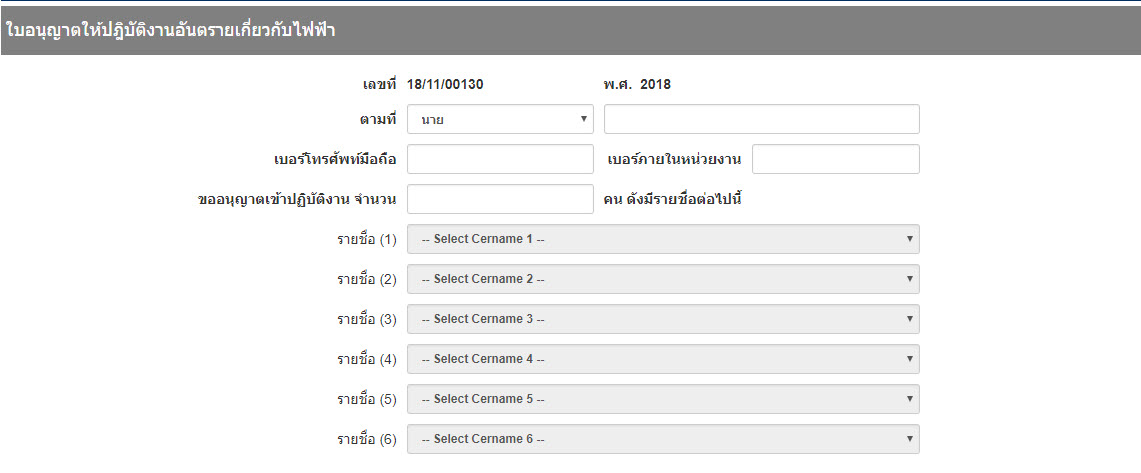 ใบอนุญาตให้ปฎิบัติงานอันตรายเกี่ยวกับไฟฟ้า
เลขที่ 18/11/00130 พ.ศ. 2018
ตามที่ นาย
เบอร์โทรศัพท์มือถือ เบอร์ภายในหน่วยงาน
ขออนุญาตเข้าปฏิบัติงาน จำนวน คน ดังมีรายชื่อต่อไปนี้
รายชื่อ (1) -- Select Cername 1 --
รายชื่อ (2) -- Select Cername 2 --
รายชื่อ (3) -- Select Cername 3 --
รายชื่อ (4) -- Select Cername 4 --
รายชื่อ (5) -- Select Cername 5 --
รายชื่อ (6) -- Select Cername 6 --